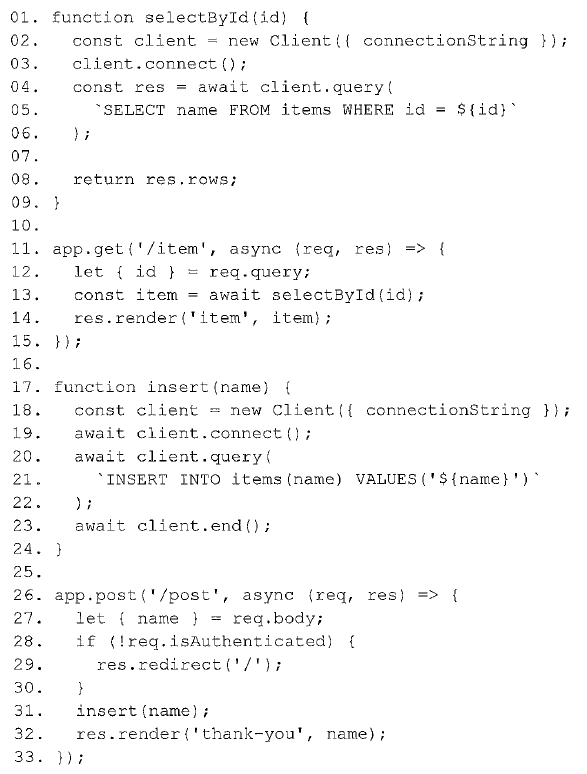 01. function selectById(id) {
02.   const client = new Client({ connectionString });
03.   client.connect();
04.   const res = await client.query(
05.     `SELECT name FROM items WHERE id = ${id}`
06.   );
07.
08.   return res.rows;
09. }
10.
11. app.get('/item', async (req, res) => {
12.   let { id } = req.query;
13.   const item = await selectById(id);
14.   res.render('item', item);
15. });
16.
17. function insert(name) {
18.   const client = new Client({ connectionString });
19.   await client.connect();
20.   await client.query(
21.     `INSERT INTO items(name) VALUES('${name}')`
22.   );
23.   await client.end();
24. }
25.
26. app.post('/post', async (req, res) => {
27.   let { name } = req.body;
28.   if (!req.isAuthenticated) {
29.     res.redirect('/');
30.   }
31.   insert(name);
32.   res.render('thank-you', name);
33. });